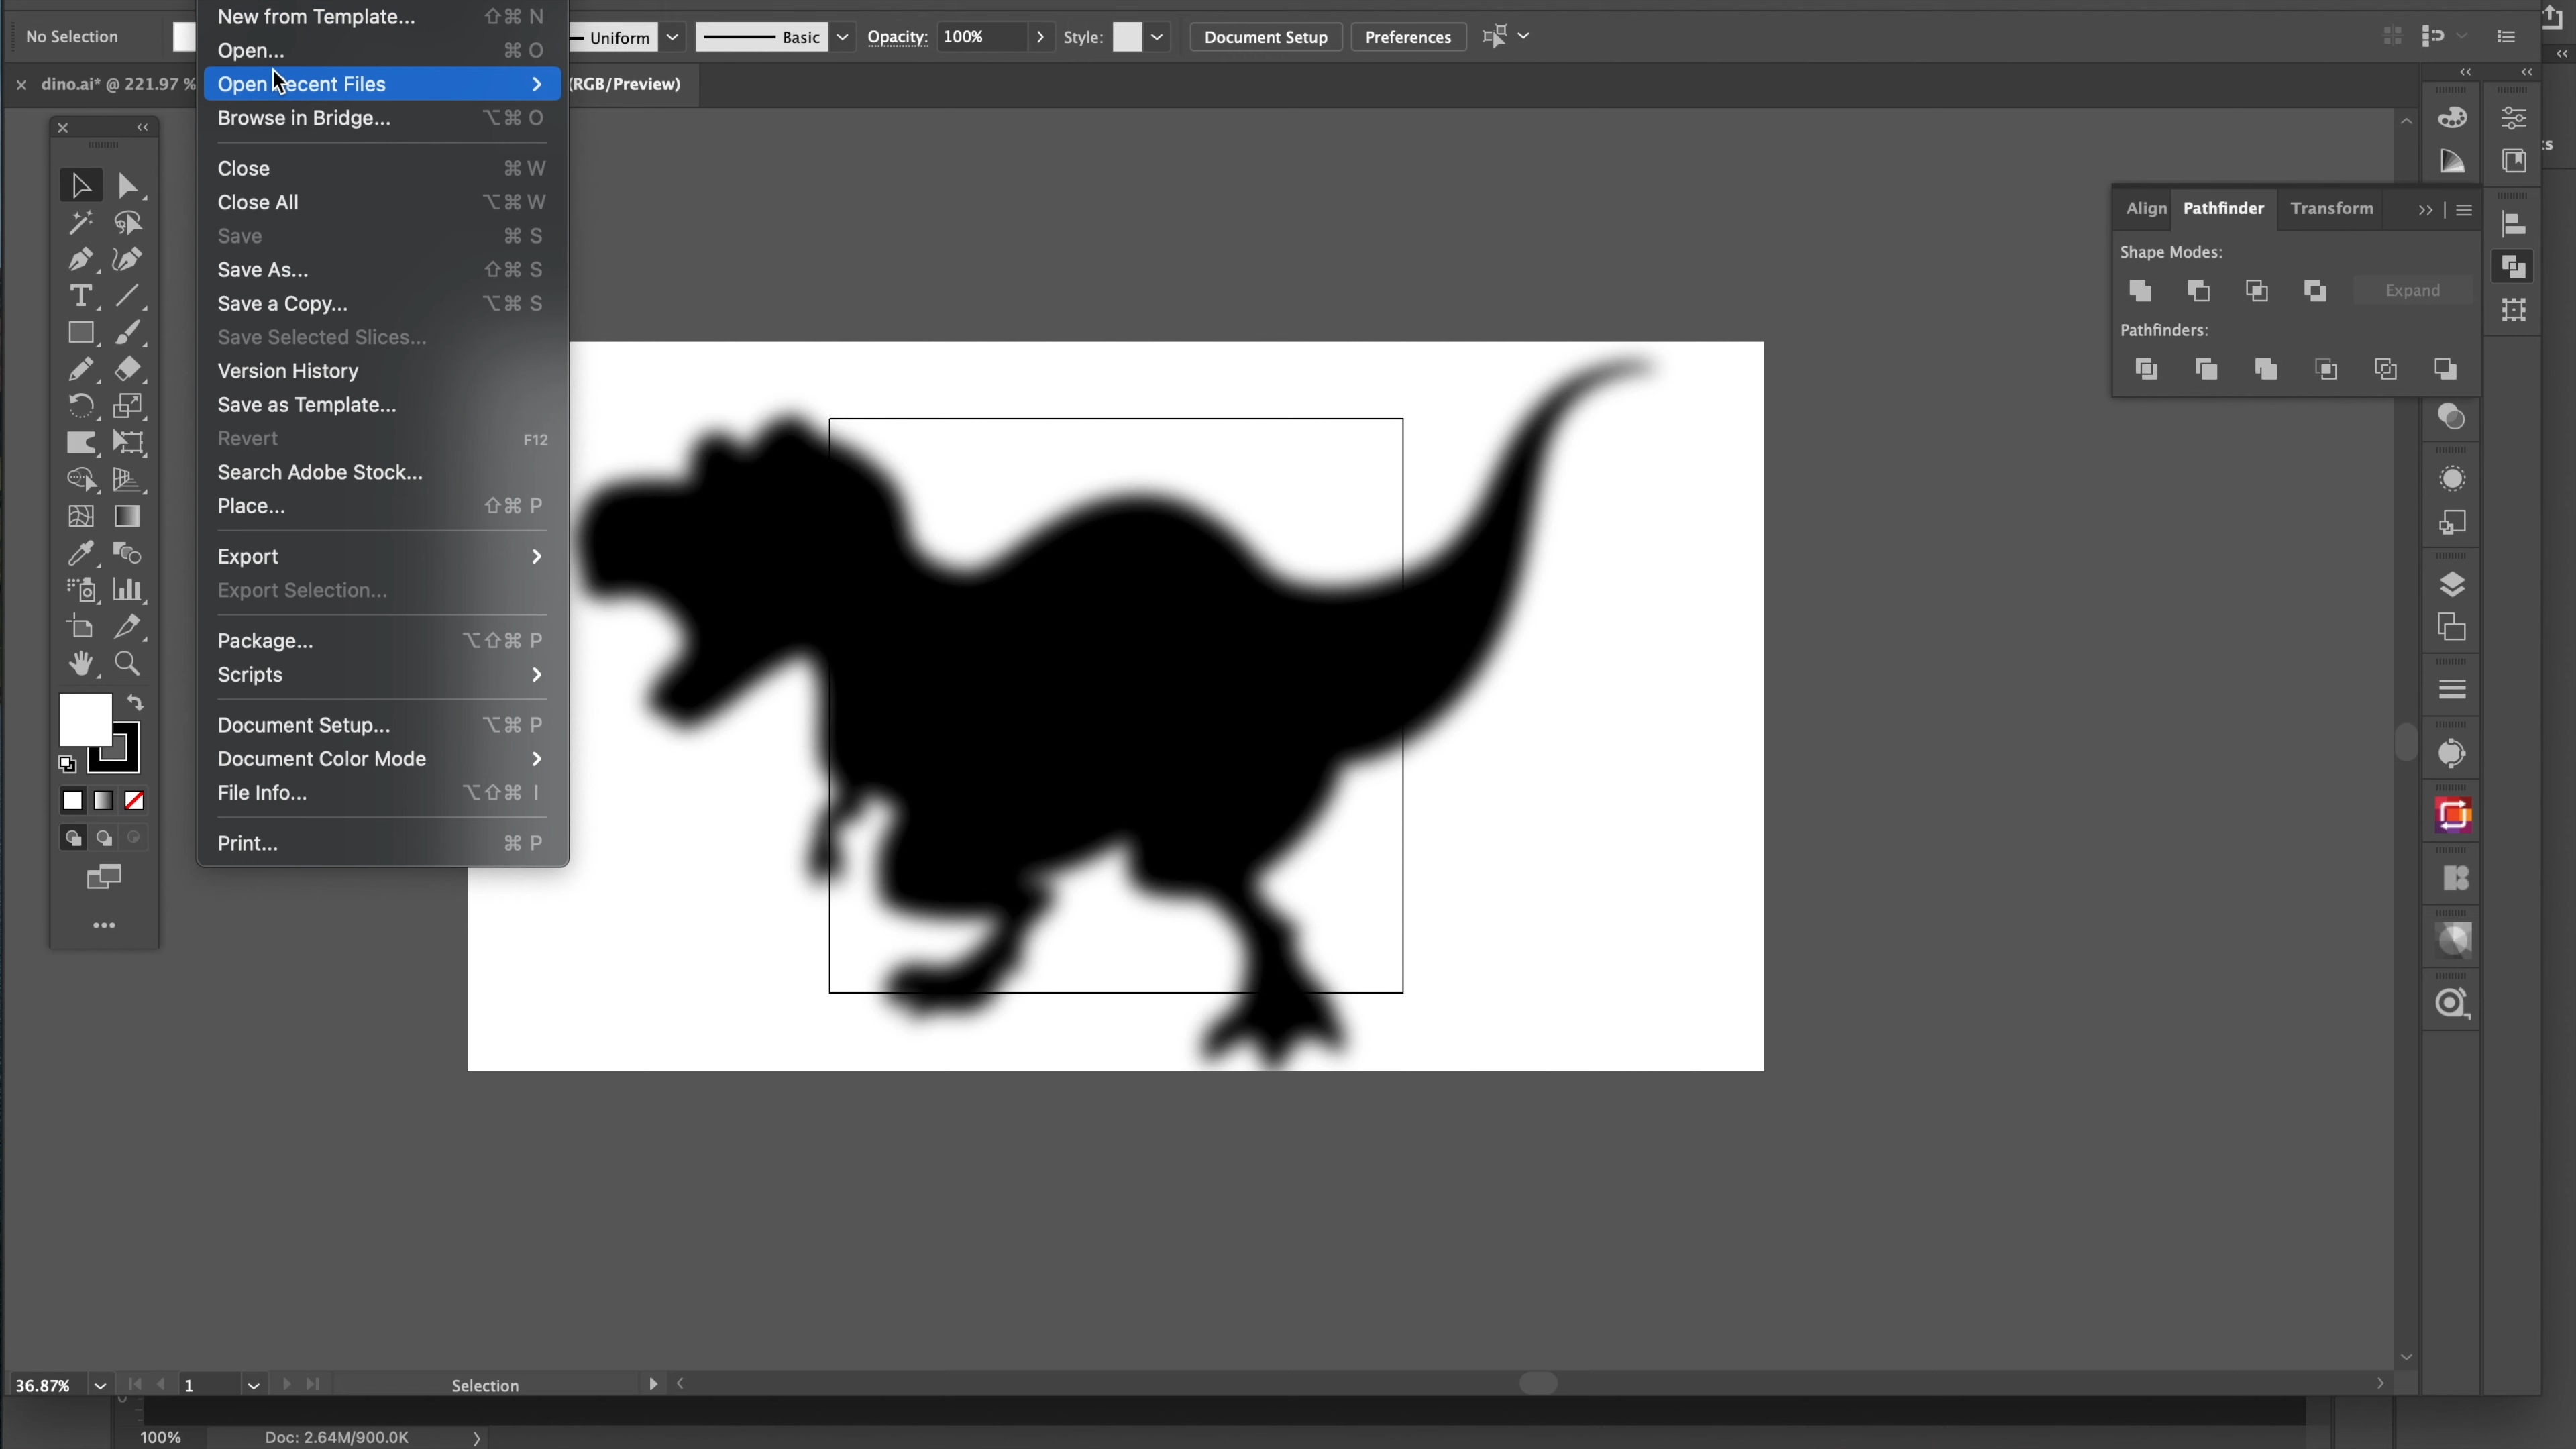 New from Template... ⇧⌘ N
No Selection
Open... ⌘ O
Uniform
Basic
Opacity:
100%
Style:
Document Setup
Preferences
dino.ai* @ 221.97 %
Open Recent Files
(RGB/Preview)
Browse in Bridge... ⌥⌘ O
Close ⌘ W
Close All ⌥⌘ W
Save ⌘ S
Save As... ⇧⌘ S
Save a Copy... ⌥⌘ S
Save Selected Slices...
Version History
Save as Template...
Revert F12
Search Adobe Stock...
Place... ⇧⌘ P
Export
Export Selection...
Package... ⌥⇧⌘ P
Scripts
Document Setup... ⌥⌘ P
Document Color Mode
File Info... ⌥⇧⌘ I
Print... ⌘ P
Align Pathfinder Transform
Shape Modes:
Expand
Pathfinders:
36.87%
1
Selection
100%
Doc: 2.64M/900.0K